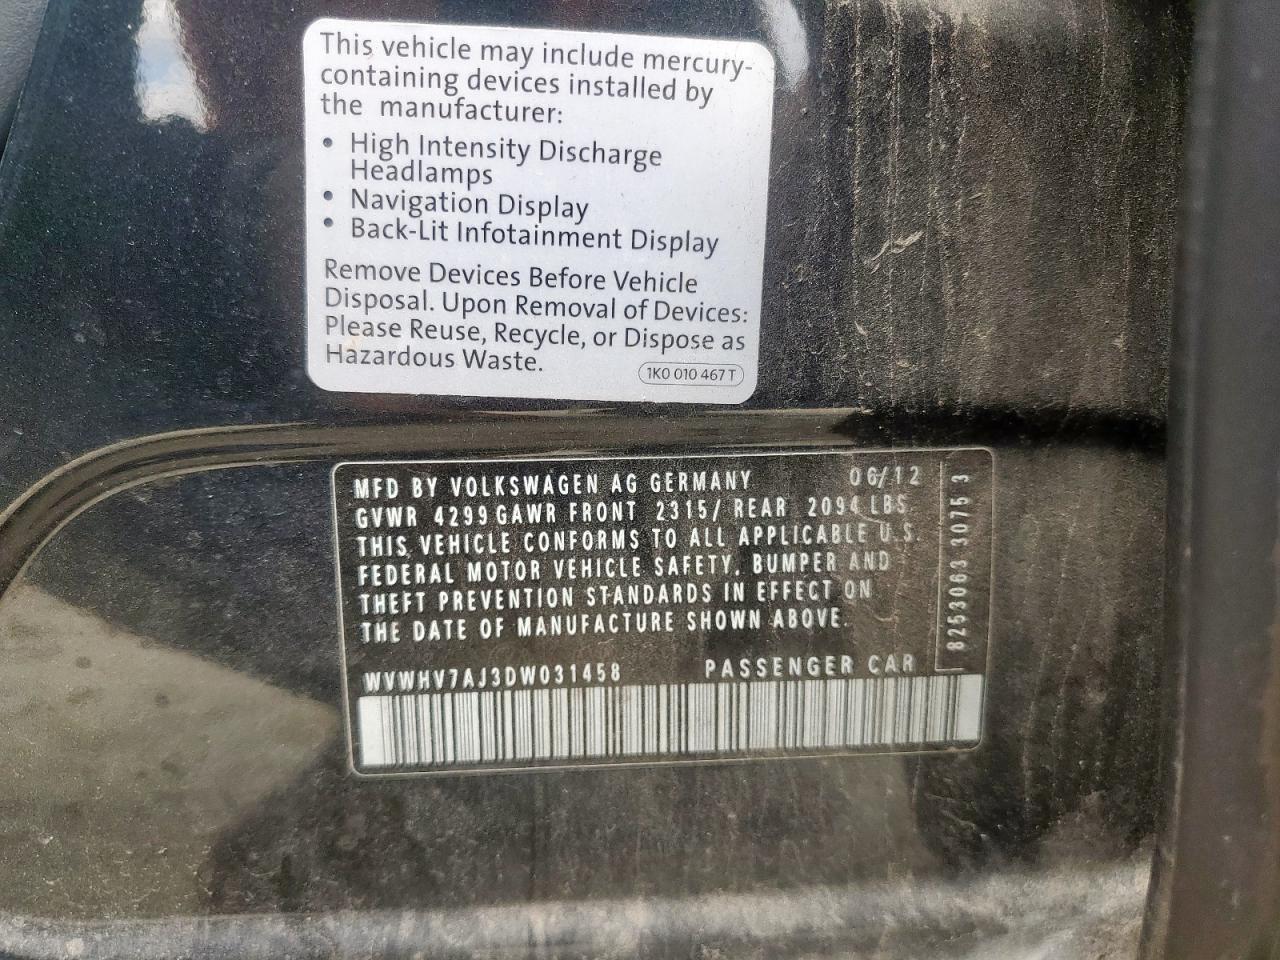 This vehicle may include mercury-
containing devices installed by
the manufacturer:
• High Intensity Discharge
Headlamps
• Navigation Display
• Back-Lit Infotainment Display
Remove Devices Before Vehicle
Disposal. Upon Removal of Devices:
Please Reuse, Recycle, or Dispose as
Hazardous Waste.
1K0 010 467 T
MFD BY VOLKSWAGEN AG GERMANY 06/12
GVWR 4299 GAWR FRONT 2315/ REAR 2094 LBS.
THIS VEHICLE CONFORMS TO ALL APPLICABLE U.S.
FEDERAL MOTOR VEHICLE SAFETY, BUMPER AND
THEFT PREVENTION STANDARDS IN EFFECT ON
THE DATE OF MANUFACTURE SHOWN ABOVE.
WVWHV7AJ3DW031458 PASSENGER CAR
8253063 3075 3